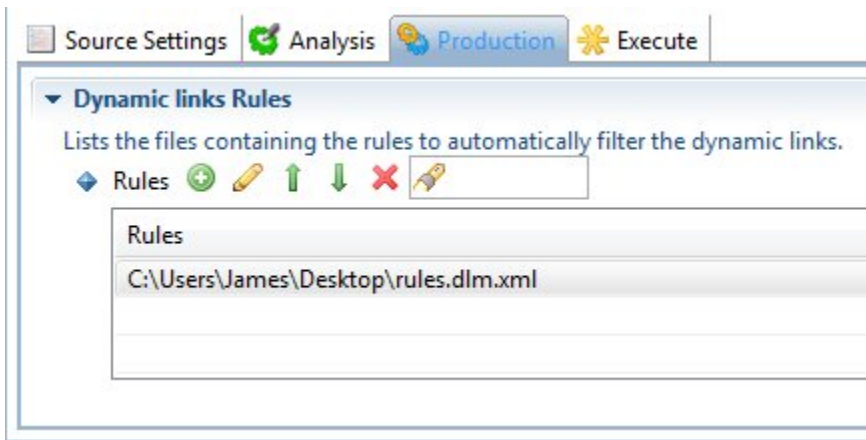 Source Settings Analysis Production Execute
Dynamic links Rules
Lists the files containing the rules to automatically filter the dynamic links.
Rules
Rules
C:\Users\James\Desktop\rules.dlm.xml